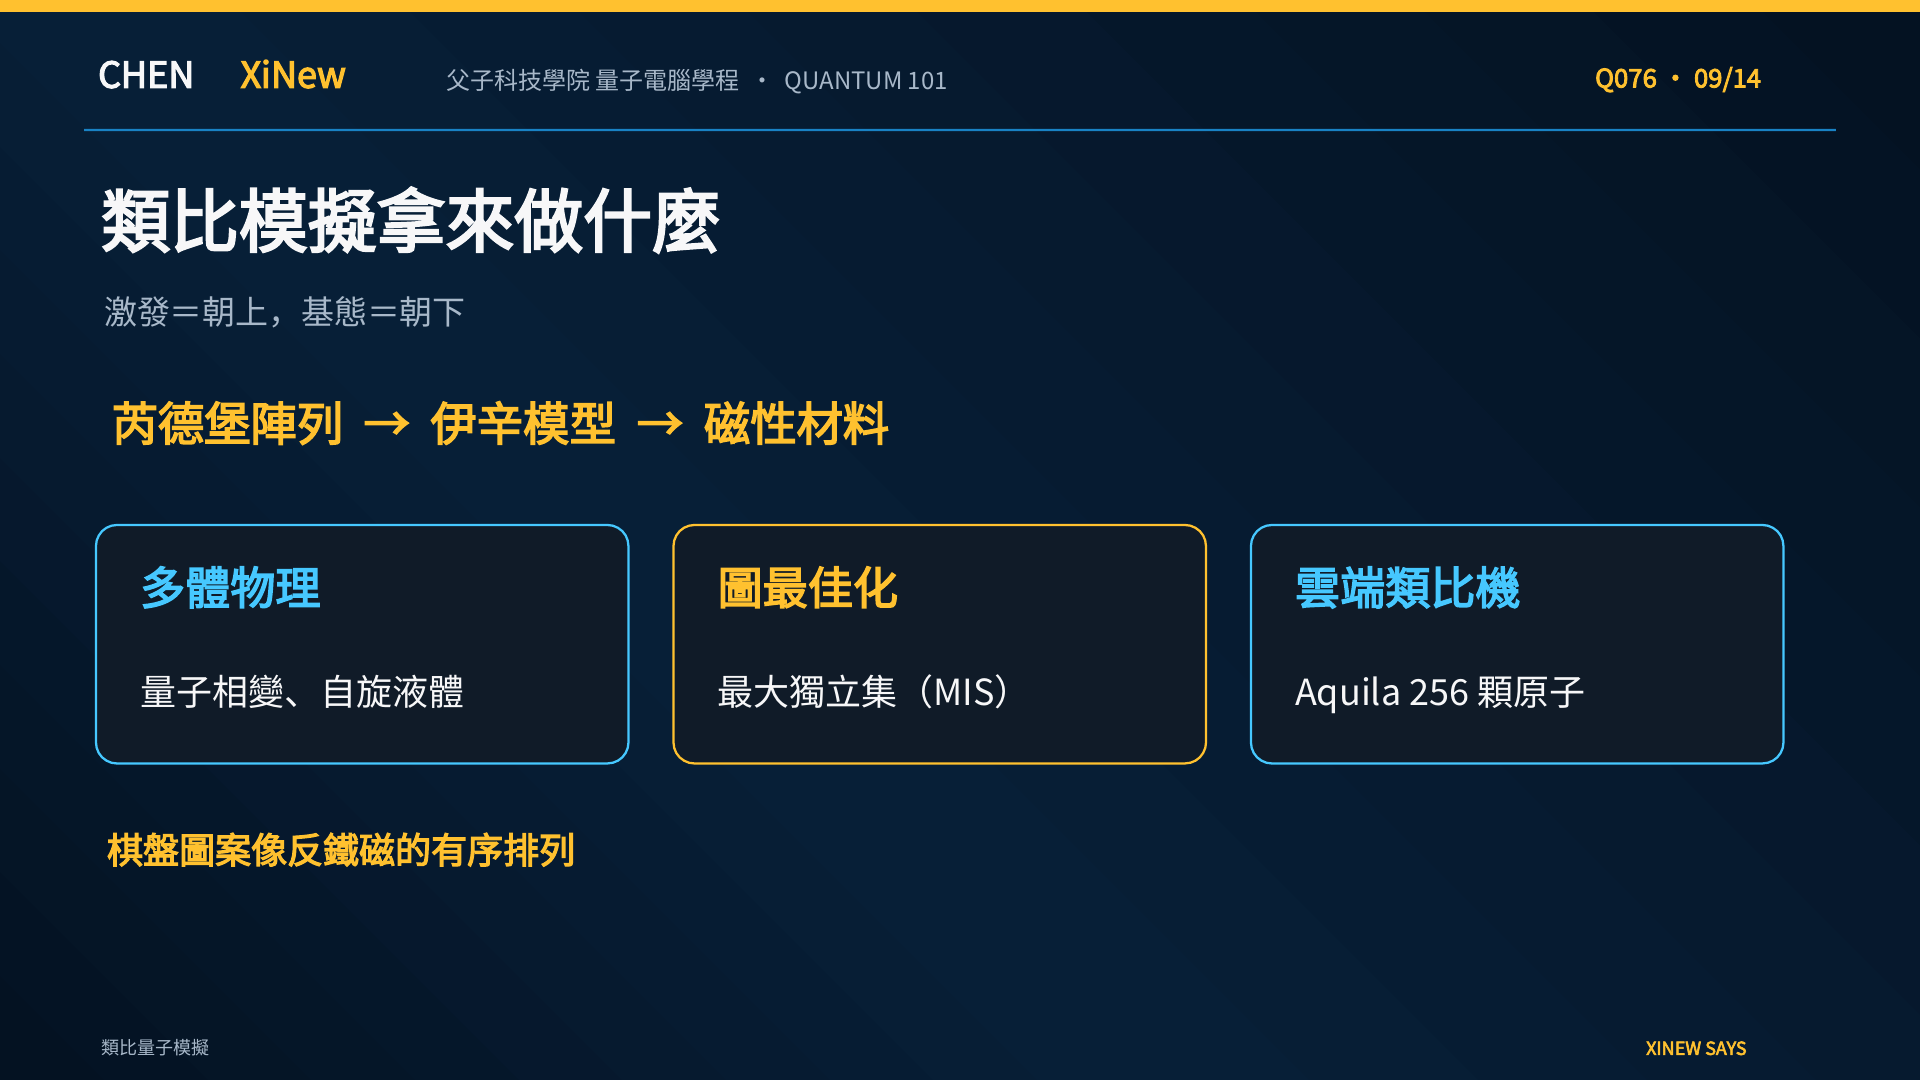 CHEN XiNew 父子科技學院 量子電腦學程 · QUANTUM 101 Q076 · 09/14
類比模擬拿來做什麼
激發＝朝上，基態＝朝下
芮德堡陣列 → 伊辛模型 → 磁性材料
多體物理
量子相變、自旋液體
圖最佳化
最大獨立集（MIS）
雲端類比機
Aquila 256 顆原子
棋盤圖案像反鐵磁的有序排列
類比量子模擬 XINEW SAYS